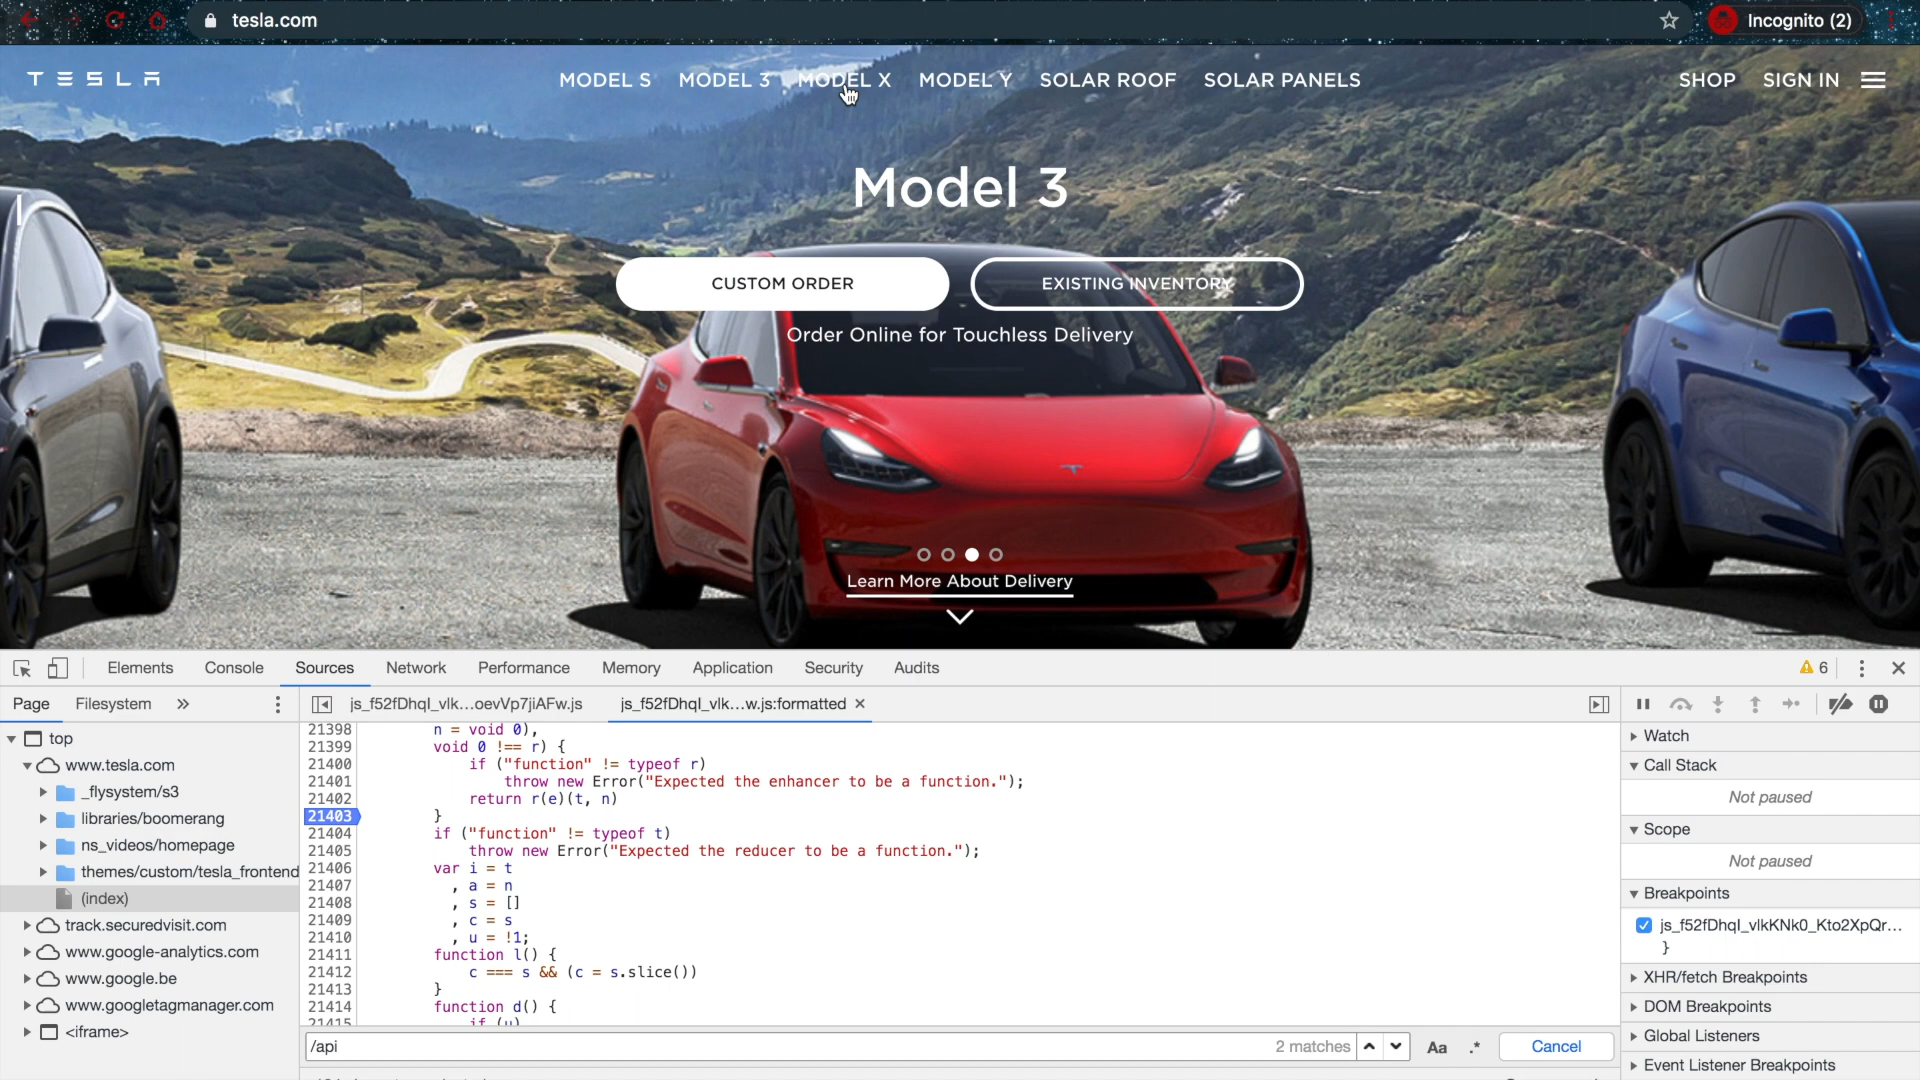 tesla.com
Incognito (2)
TESLA
MODEL S MODEL 3 MODEL X MODEL Y SOLAR ROOF SOLAR PANELS
SHOP SIGN IN
Model 3
CUSTOM ORDER
EXISTING INVENTORY
Order Online for Touchless Delivery
Learn More About Delivery
Elements Console Sources Network Performance Memory Application Security Audits
6
Page Filesystem »
js_f52fDhqI_vlk…oevVp7jiAFw.js
js_f52fDhqI_vlk…w.js:formatted
top
www.tesla.com
_flysystem/s3
libraries/boomerang
ns_videos/homepage
themes/custom/tesla_frontend
(index)
track.securedvisit.com
www.google-analytics.com
www.google.be
www.googletagmanager.com
<iframe>
21398 n = void 0),
21399 void 0 !== r) {
21400 if ("function" != typeof r)
21401 throw new Error("Expected the enhancer to be a function.");
21402 return r(e)(t, n)
21403 }
21404 if ("function" != typeof t)
21405 throw new Error("Expected the reducer to be a function.");
21406 var i = t
21407 , a = n
21408 , s = []
21409 , c = s
21410 , u = !1;
21411 function l() {
21412 c === s && (c = s.slice())
21413 }
21414 function d() {
21415 if (u)
/api
2 matches
Aa .* Cancel
Watch
Call Stack
Not paused
Scope
Not paused
Breakpoints
js_f52fDhqI_vlkKNk0_Kto2XpQr…
}
XHR/fetch Breakpoints
DOM Breakpoints
Global Listeners
Event Listener Breakpoints